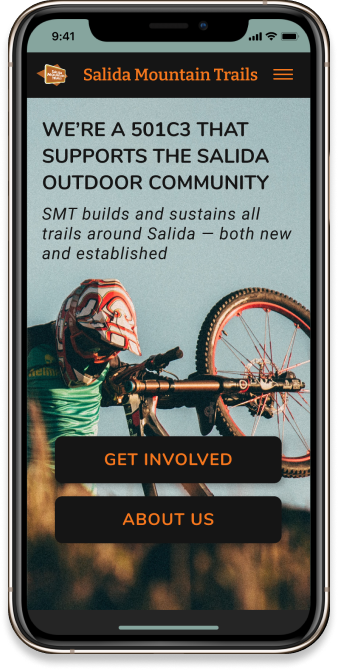 9:41
Salida Mountain Trails
WE’RE A 501C3 THAT
SUPPORTS THE SALIDA
OUTDOOR COMMUNITY
SMT builds and sustains all
trails around Salida — both new
and established
GET INVOLVED
ABOUT US